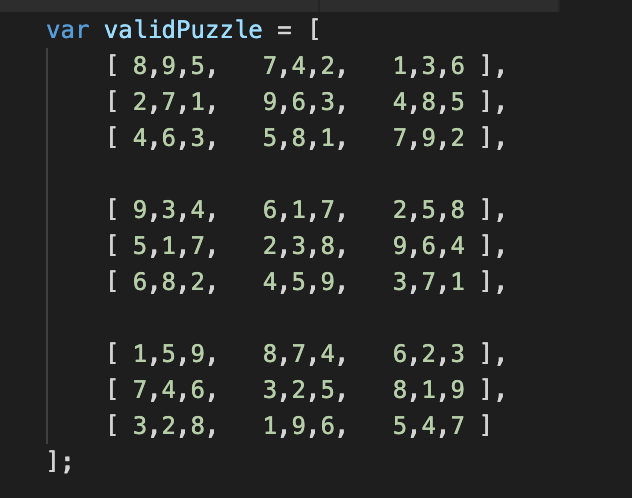 var validPuzzle = [
[ 8,9,5, 7,4,2, 1,3,6 ],
[ 2,7,1, 9,6,3, 4,8,5 ],
[ 4,6,3, 5,8,1, 7,9,2 ],
[ 9,3,4, 6,1,7, 2,5,8 ],
[ 5,1,7, 2,3,8, 9,6,4 ],
[ 6,8,2, 4,5,9, 3,7,1 ],
[ 1,5,9, 8,7,4, 6,2,3 ],
[ 7,4,6, 3,2,5, 8,1,9 ],
[ 3,2,8, 1,9,6, 5,4,7 ]
];